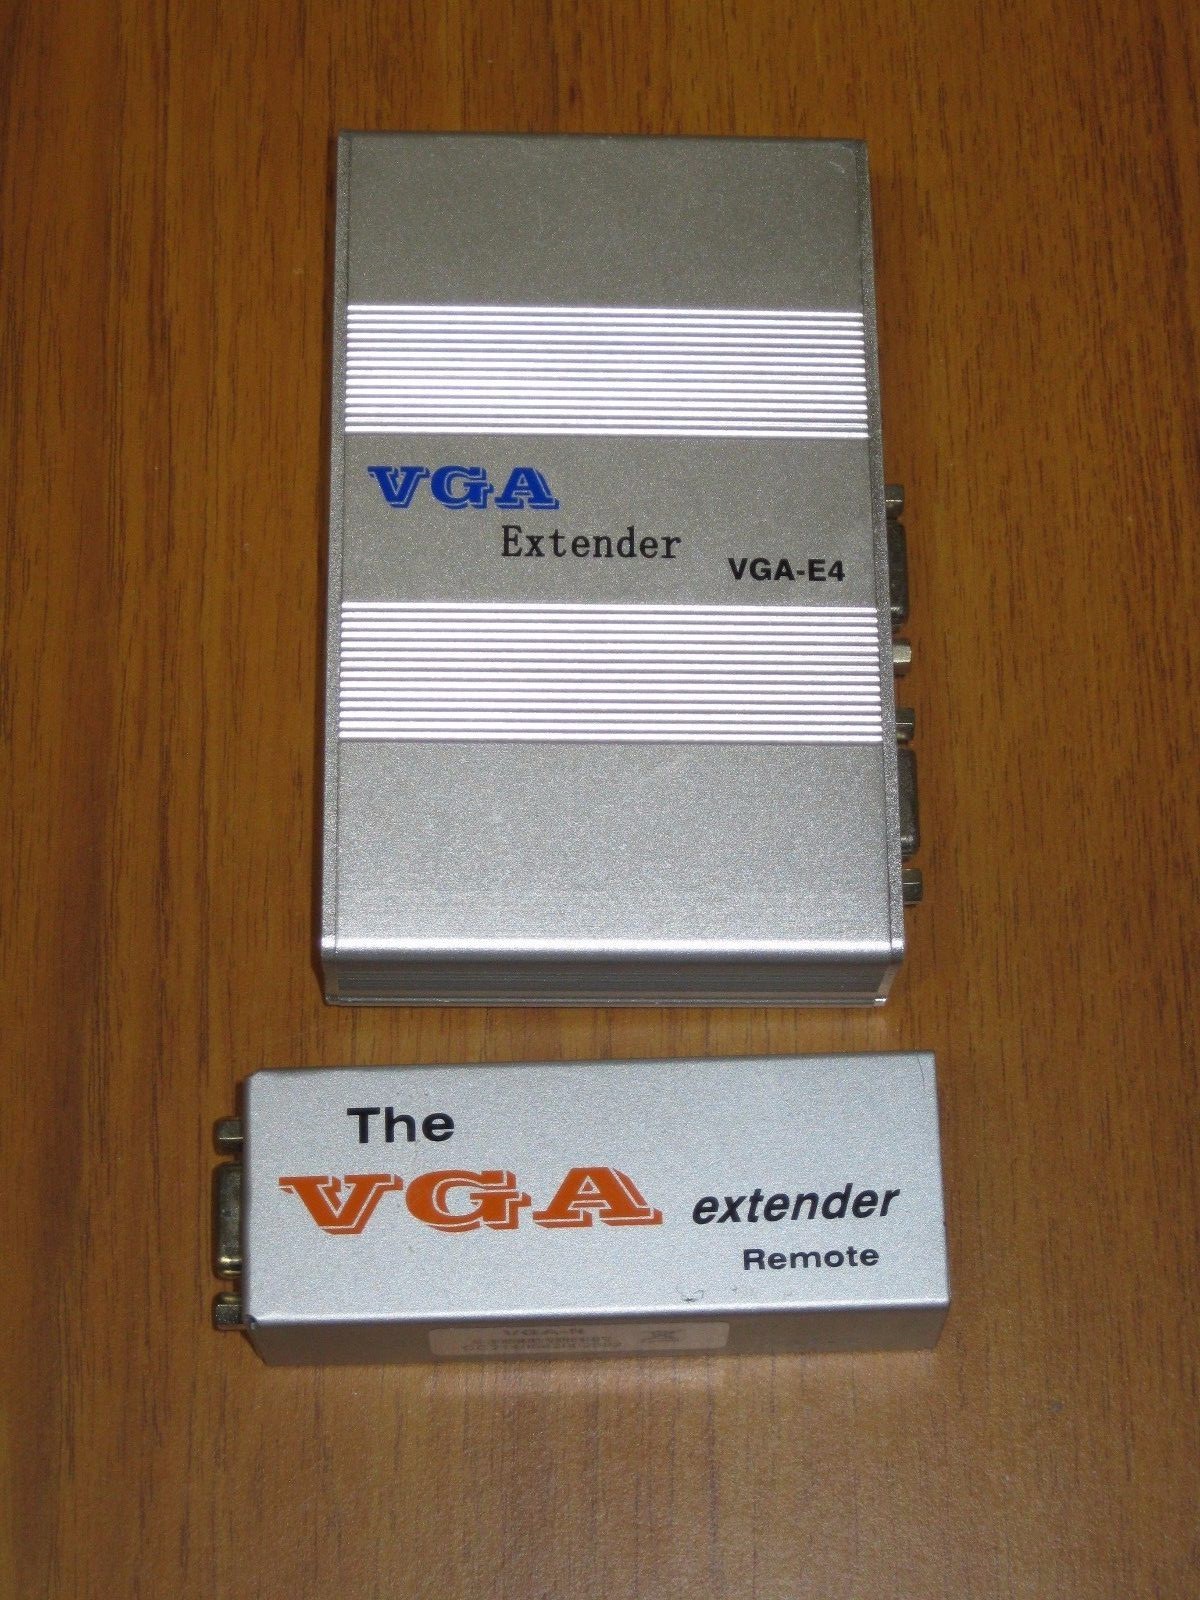 VGA
Extender
VGA-E4
The
VGA extender
Remote